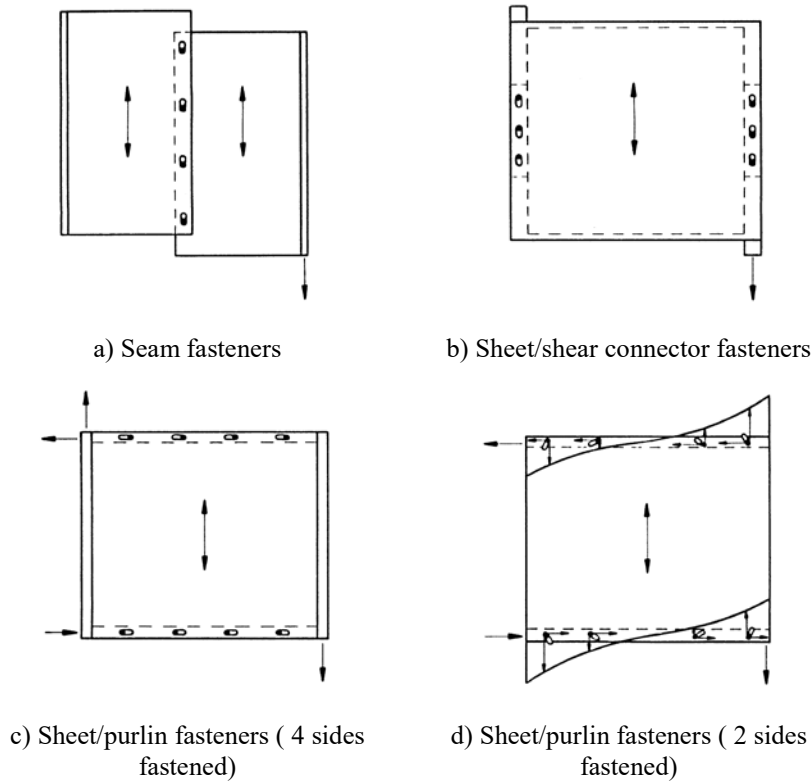 a) Seam fasteners
b) Sheet/shear connector fasteners
c) Sheet/purlin fasteners ( 4 sides
fastened)
d) Sheet/purlin fasteners ( 2 sides
fastened)